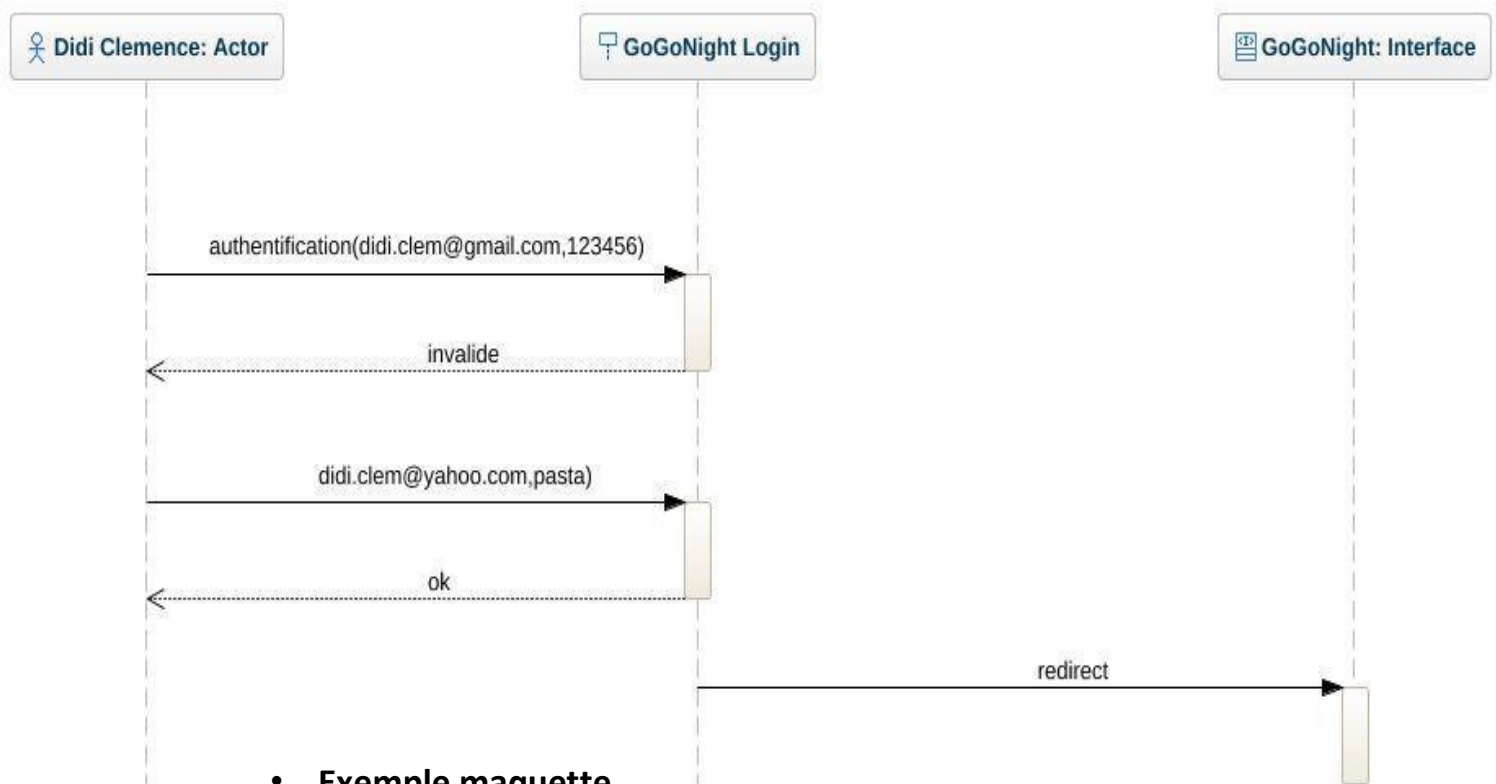 Didi Clemence: Actor
GoGoNight Login
GoGoNight: Interface
authentification(didi.clem@gmail.com,123456)
invalide
didi.clem@yahoo.com,pasta)
ok
redirect
• Exemple maquette